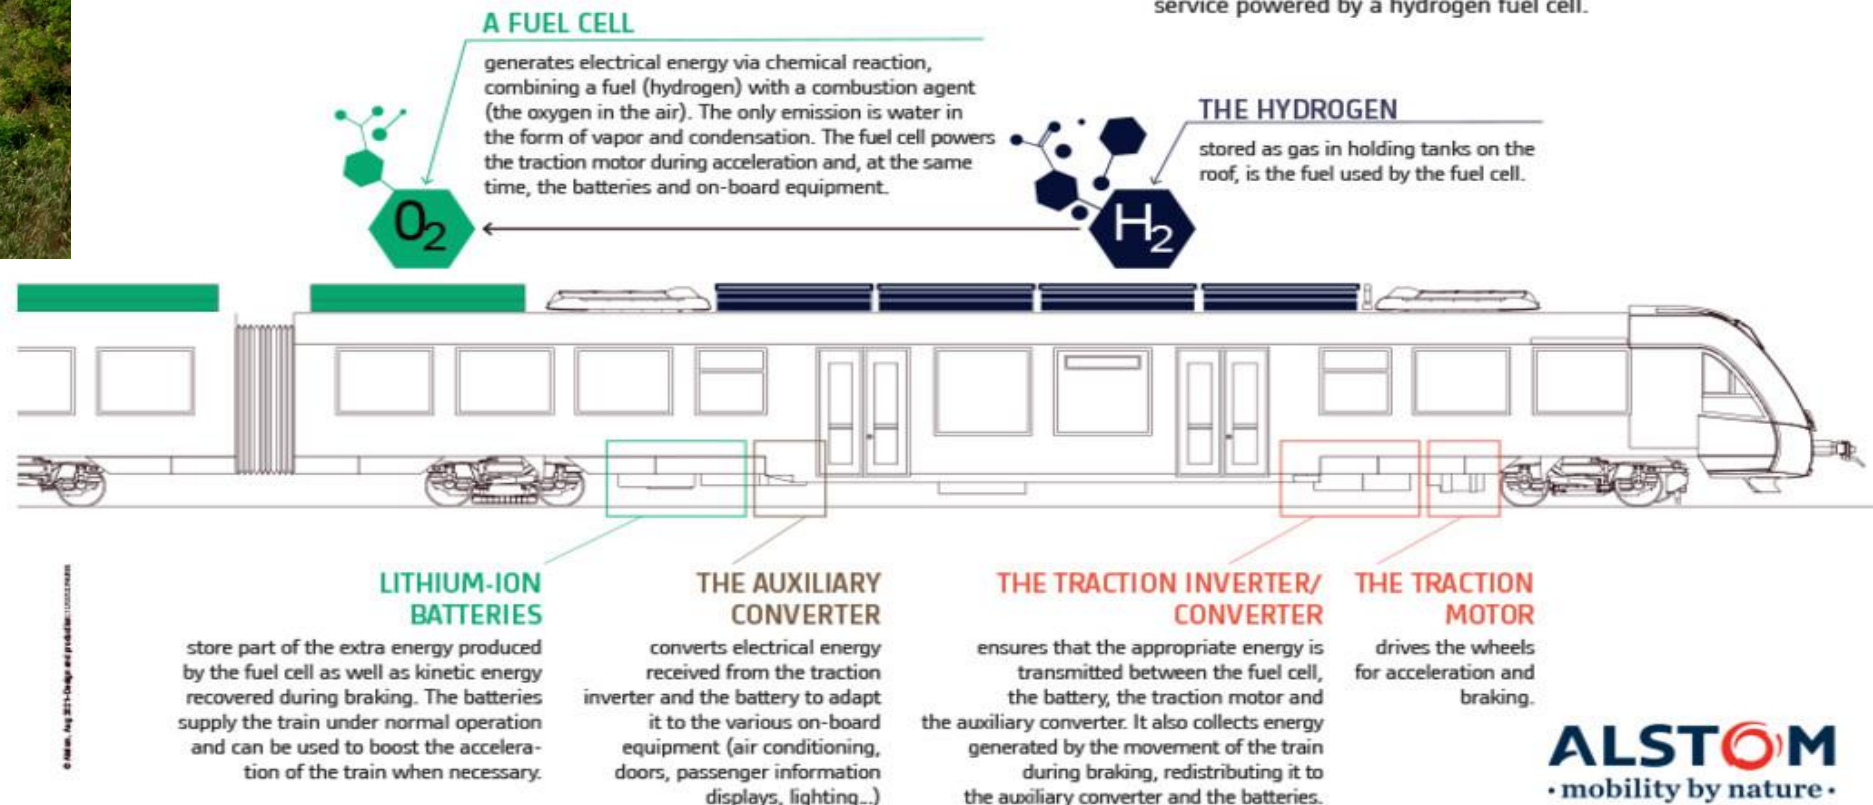 service powered by a hydrogen fuel cell.
A FUEL CELL
generates electrical energy via chemical reaction,
combining a fuel (hydrogen) with a combustion agent
(the oxygen in the air). The only emission is water in
the form of vapor and condensation. The fuel cell powers
the traction motor during acceleration and, at the same
time, the batteries and on-board equipment.
THE HYDROGEN
stored as gas in holding tanks on the
roof, is the fuel used by the fuel cell.
O2
H2
LITHIUM-ION
BATTERIES
store part of the extra energy produced
by the fuel cell as well as kinetic energy
recovered during braking. The batteries
supply the train under normal operation
and can be used to boost the accelera-
tion of the train when necessary.
THE AUXILIARY
CONVERTER
converts electrical energy
received from the traction
inverter and the battery to adapt
it to the various on-board
equipment (air conditioning,
doors, passenger information
displays, lighting...)
THE TRACTION INVERTER/
CONVERTER
ensures that the appropriate energy is
transmitted between the fuel cell,
the battery, the traction motor and
the auxiliary converter. It also collects energy
generated by the movement of the train
during braking, redistributing it to
the auxiliary converter and the batteries.
THE TRACTION
MOTOR
drives the wheels
for acceleration and
braking.
ALSTOM
• mobility by nature •
© Alstom, Aug 2021 - Design and production: